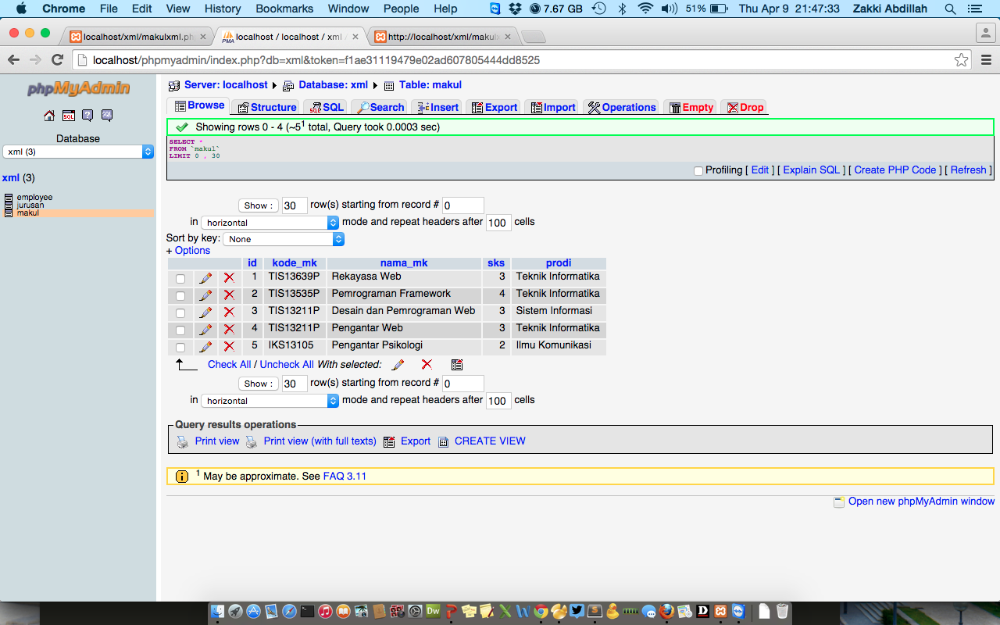 Chrome File Edit View History Bookmarks Window People Help 7.67 GB 51% Thu Apr 9 21:47:33 Zakki Abdillah
localhost/xml/makulxml.ph localhost / localhost / xml / http://localhost/xml/makul
localhost/phpmyadmin/index.php?db=xml&token=f1ae31119479e02ad607805444dd8525
phpMyAdmin
Database
xml (3)
xml (3)
employee
jurusan
makul
Server: localhost Database: xml Table: makul
Browse Structure SQL Search Insert Export Import Operations Empty Drop
Showing rows 0 - 4 (~5¹ total, Query took 0.0003 sec)
SELECT *
FROM `makul`
LIMIT 0 , 30
Profiling [ Edit ] [ Explain SQL ] [ Create PHP Code ] [ Refresh ]
Show : 30 row(s) starting from record # 0
in horizontal mode and repeat headers after 100 cells
Sort by key: None
+ Options
id kode_mk nama_mk sks prodi
1 TIS13639P Rekayasa Web 3 Teknik Informatika
2 TIS13535P Pemrograman Framework 4 Teknik Informatika
3 TIS13211P Desain dan Pemrograman Web 3 Sistem Informasi
4 TIS13211P Pengantar Web 3 Teknik Informatika
5 IKS13105 Pengantar Psikologi 2 Ilmu Komunikasi
Check All / Uncheck All With selected:
Show : 30 row(s) starting from record # 0
in horizontal mode and repeat headers after 100 cells
Query results operations
Print view Print view (with full texts) Export CREATE VIEW
¹ May be approximate. See FAQ 3.11
Open new phpMyAdmin window